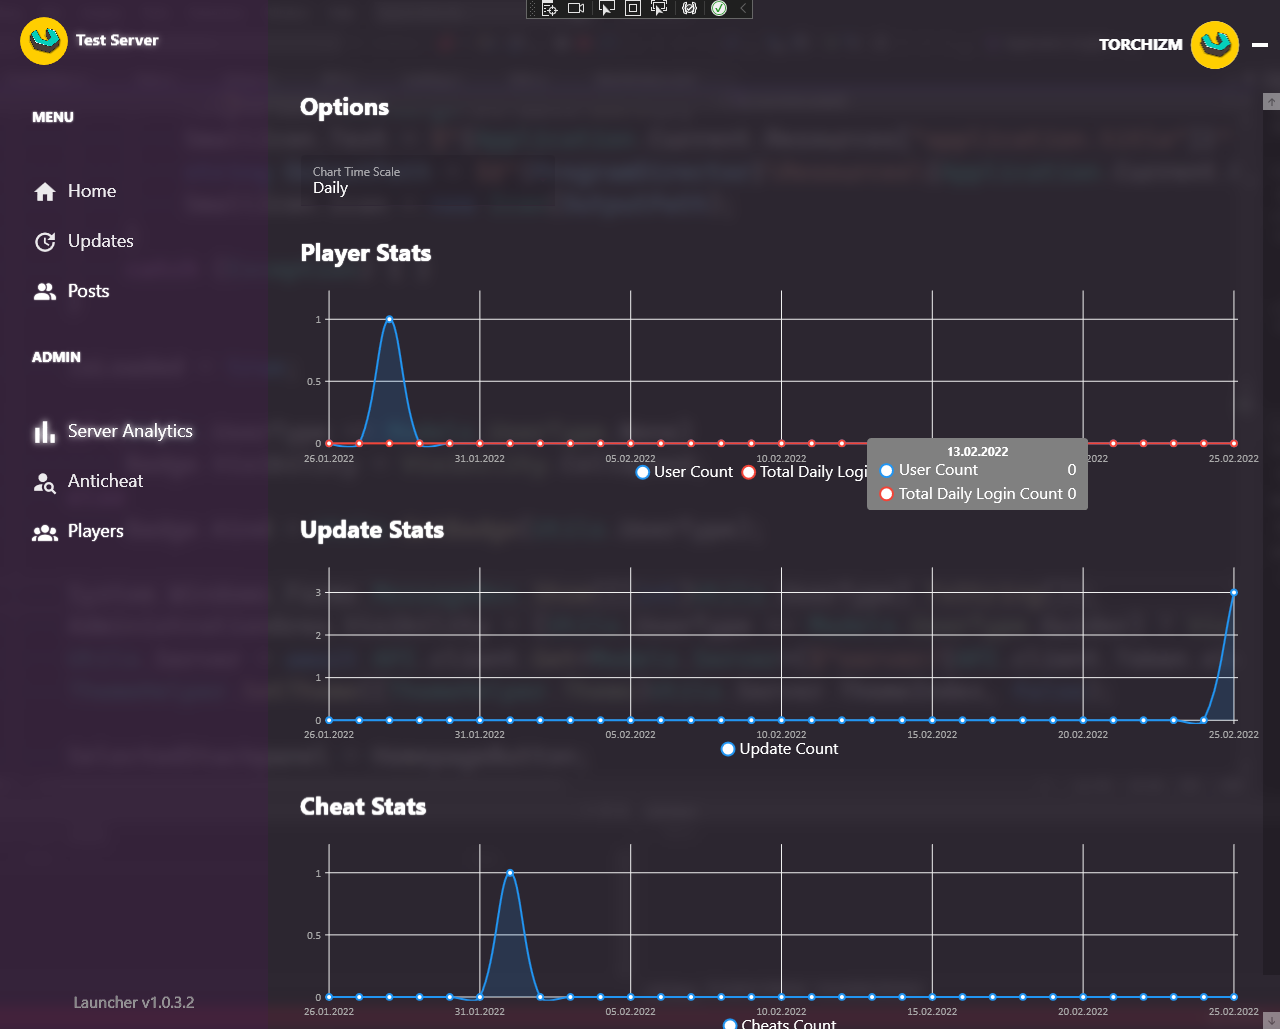 Test Server
TORCHIZM
MENU
Home
Updates
Posts
ADMIN
Server Analytics
Anticheat
Players
Launcher v1.0.3.2
Options
Chart Time Scale
Daily
Player Stats
1
0.5
0
26.01.2022 31.01.2022 05.02.2022 10.02.2022 25.02.2022
User Count Total Daily Logi
13.02.2022
User Count 0
Total Daily Login Count 0
Update Stats
3
2
1
0
26.01.2022 31.01.2022 05.02.2022 10.02.2022 15.02.2022 20.02.2022 25.02.2022
Update Count
Cheat Stats
1
0.5
0
26.01.2022 31.01.2022 05.02.2022 10.02.2022 15.02.2022 20.02.2022 25.02.2022
Cheats Count